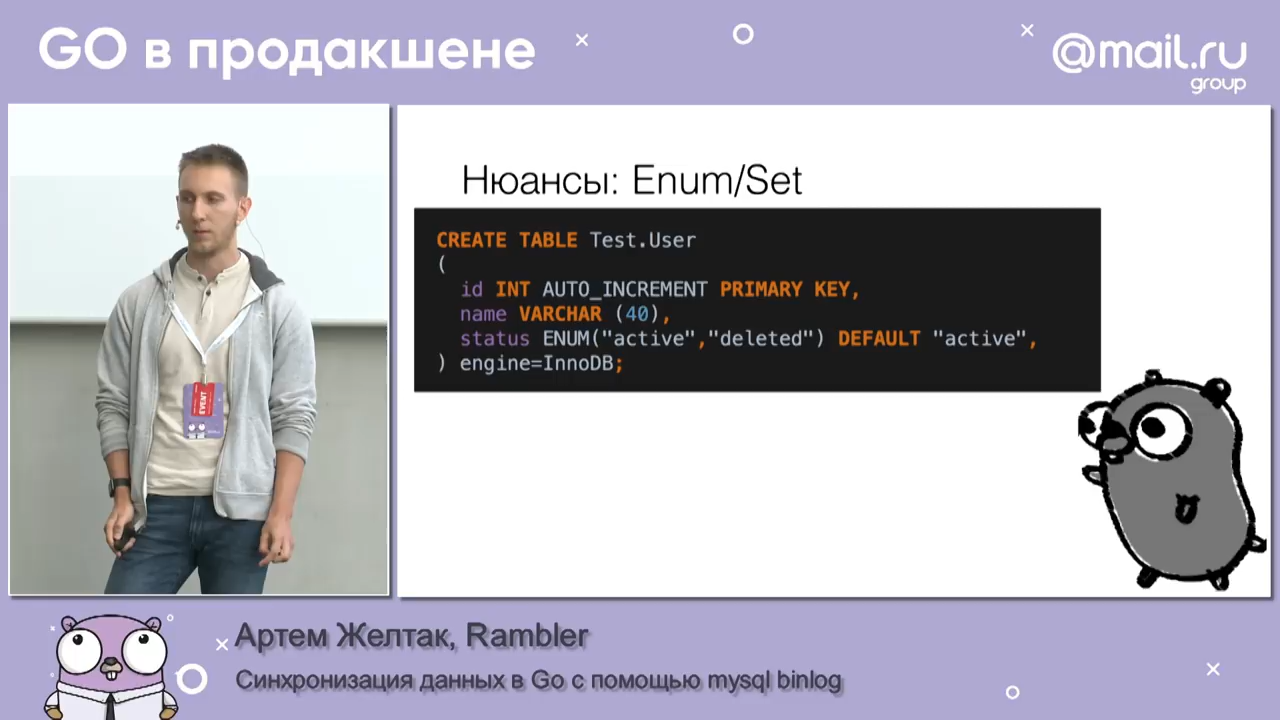 GO в продакшене
@mail.ru
group
Нюансы: Enum/Set
CREATE TABLE Test.User
(
id INT AUTO_INCREMENT PRIMARY KEY,
name VARCHAR (40),
status ENUM("active","deleted") DEFAULT "active",
) engine=InnoDB;
EVENT
Артем Желтак, Rambler
Синхронизация данных в Go с помощью mysql binlog